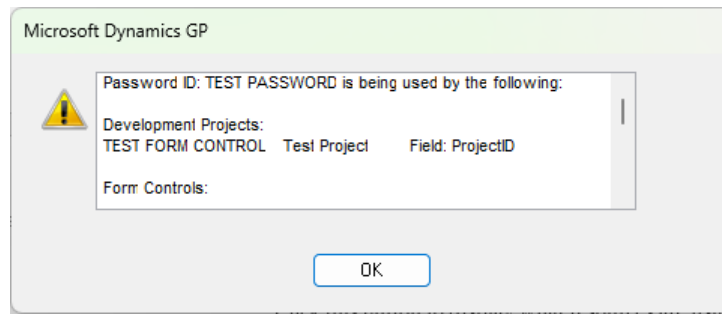 Microsoft Dynamics GP
Password ID: TEST PASSWORD is being used by the following:
Development Projects:
TEST FORM CONTROL Test Project Field: ProjectID
Form Controls:
OK